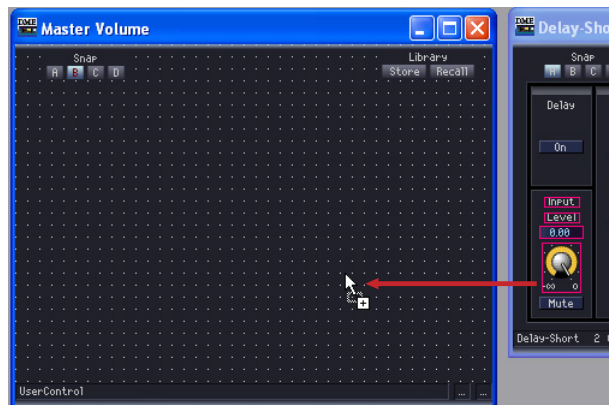 DME Master Volume
Snap
A B C D
Library
Store Recall
UserControl
... ...
DME Delay-Sho
Snap
A B C
Delay
On
Input
Level
0.00
-∞ 0
Mute
Delay-Short 2